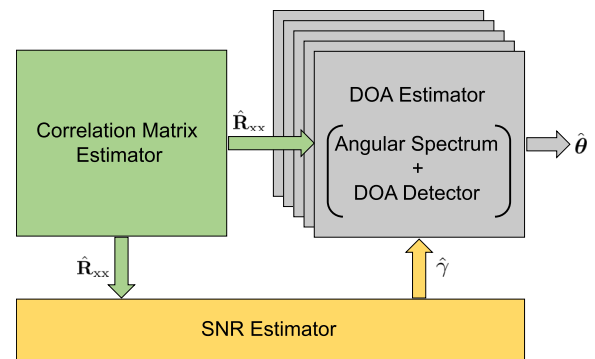 Correlation Matrix
Estimator
R̂xx
DOA Estimator
Angular Spectrum
+
DOA Detector
θ̂
R̂xx
γ̂
SNR Estimator